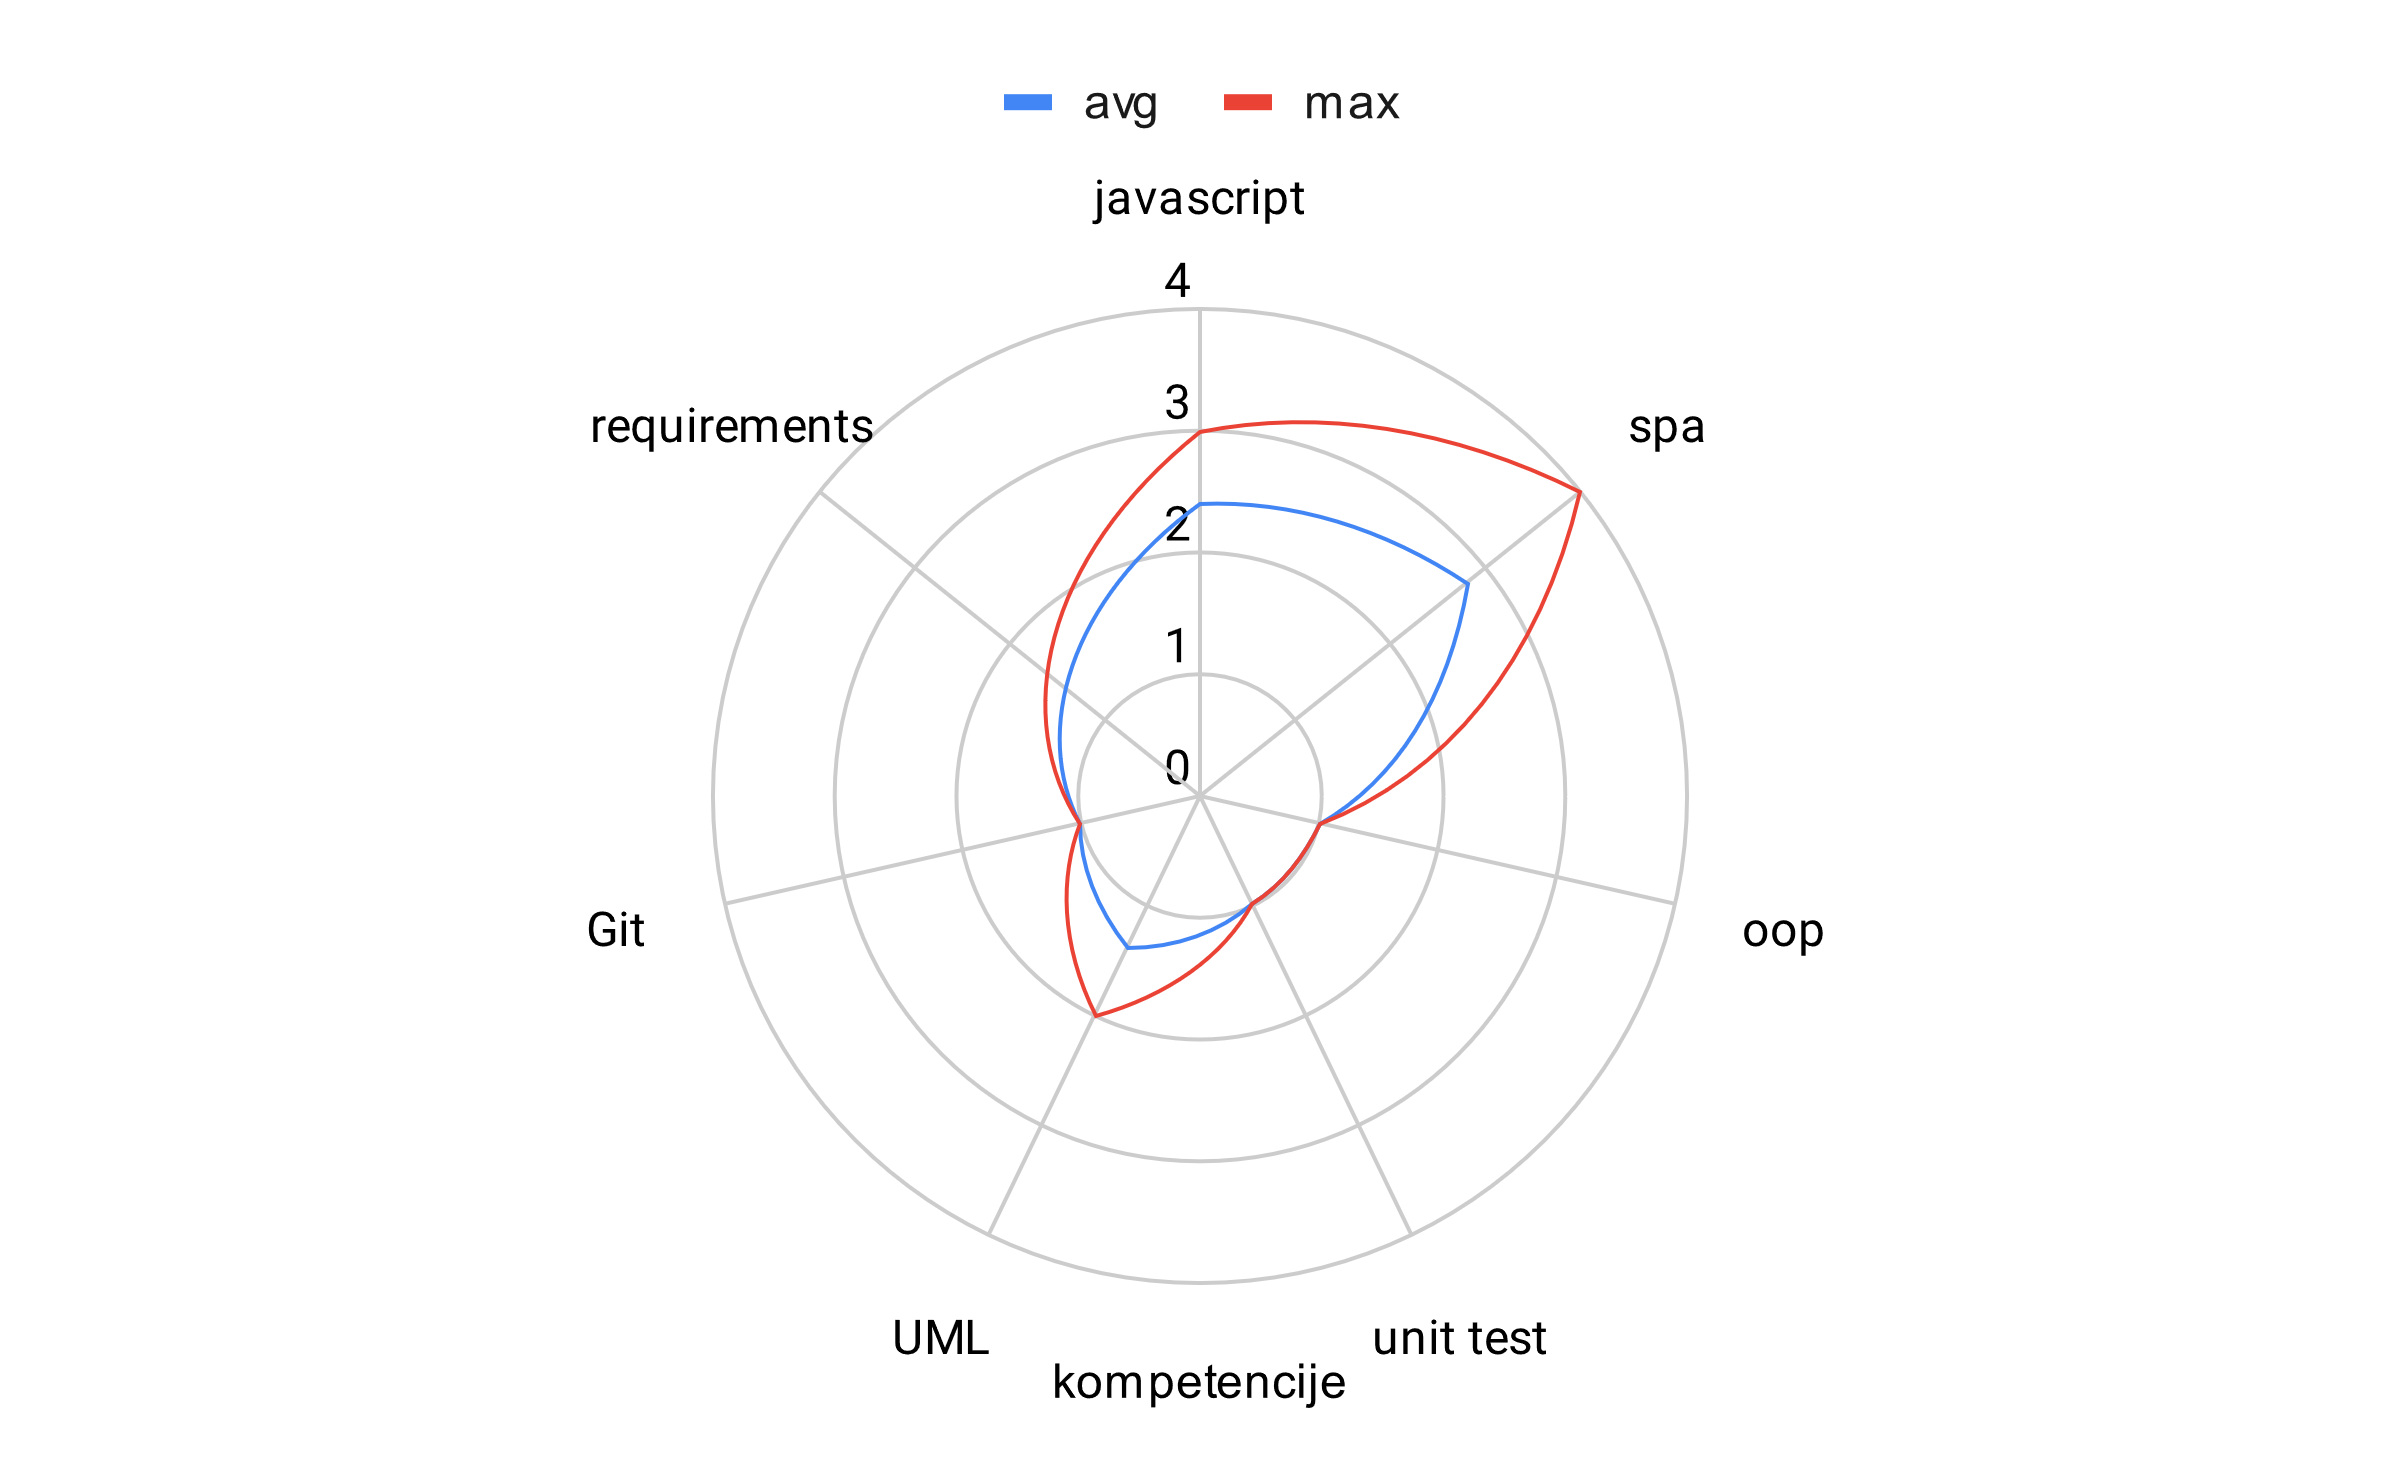 avg max
javascript
4
3
requirements
spa
2
1
0
Git
oop
UML
unit test
kompetencije